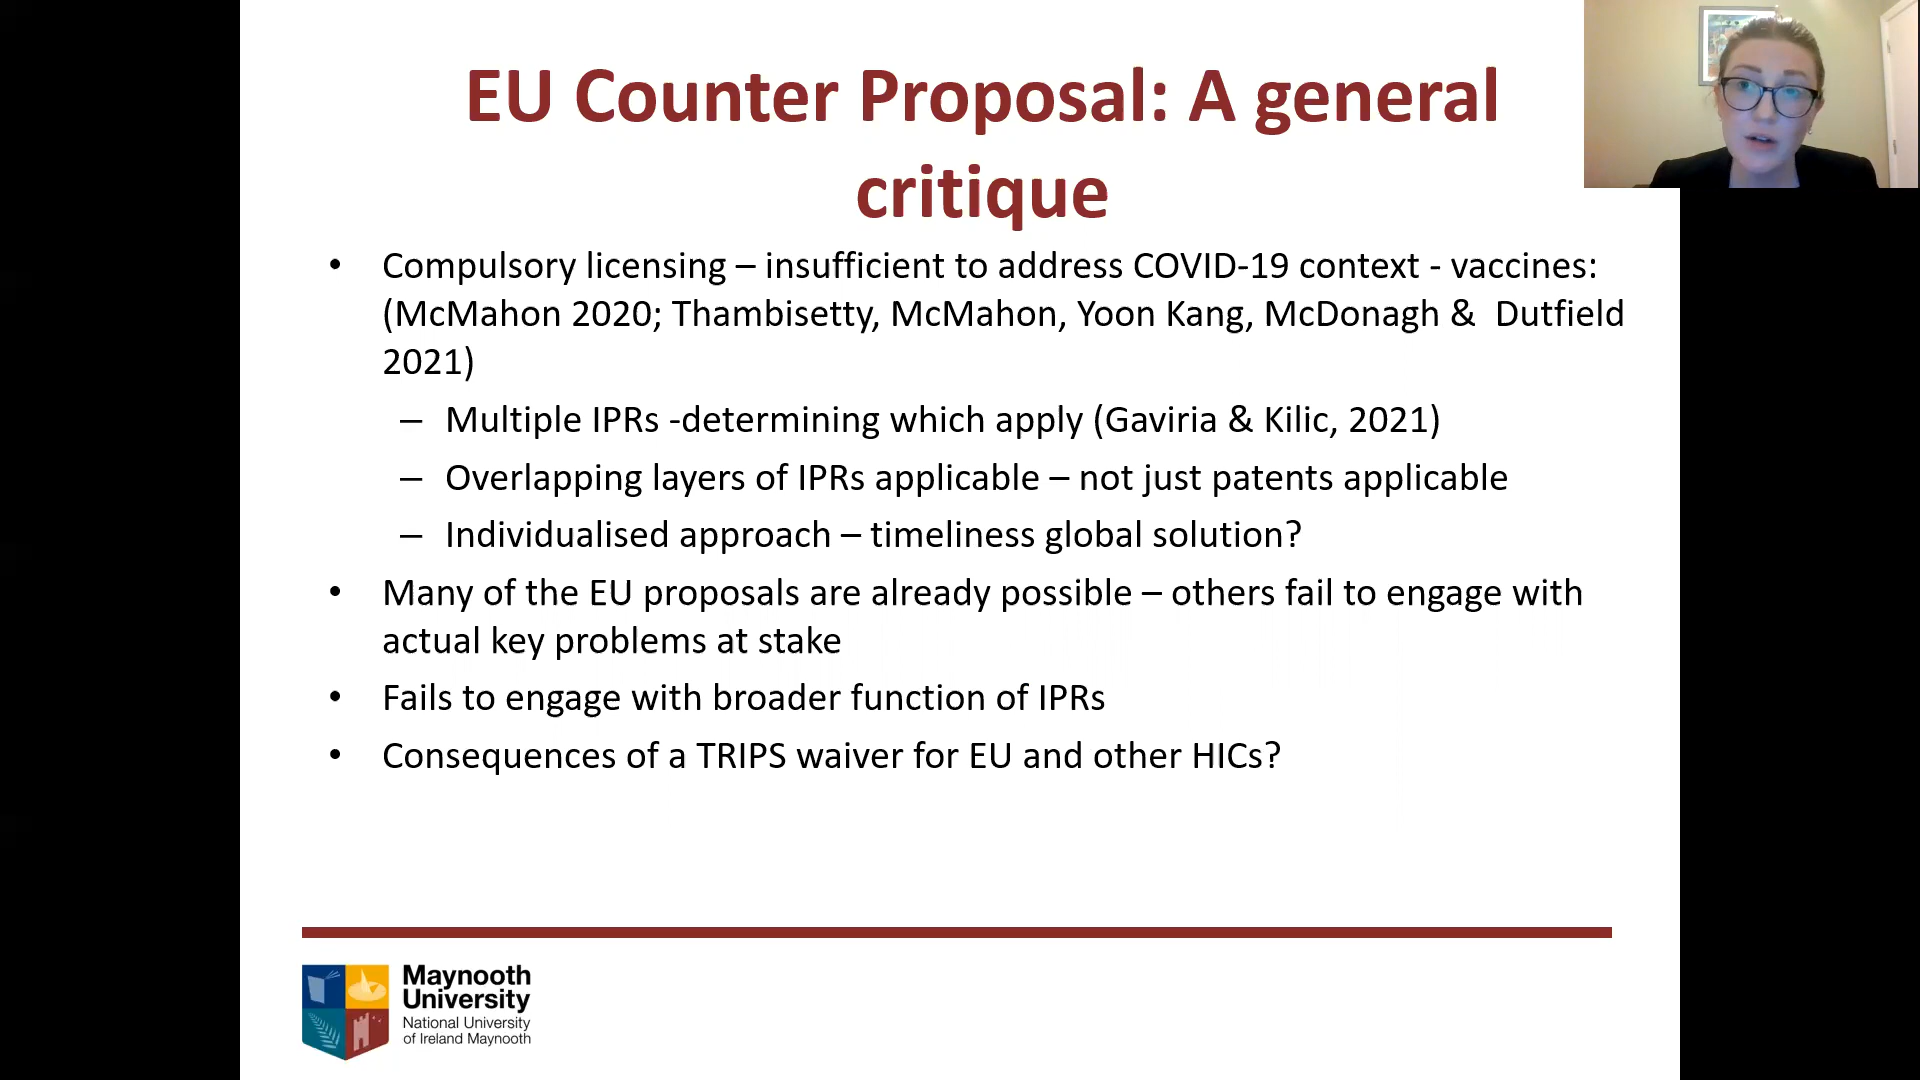 EU Counter Proposal: A general
critique
• Compulsory licensing – insufficient to address COVID-19 context - vaccines:
(McMahon 2020; Thambisetty, McMahon, Yoon Kang, McDonagh &  Dutfield
2021)
– Multiple IPRs -determining which apply (Gaviria & Kilic, 2021)
– Overlapping layers of IPRs applicable – not just patents applicable
– Individualised approach – timeliness global solution?
• Many of the EU proposals are already possible – others fail to engage with
actual key problems at stake
• Fails to engage with broader function of IPRs
• Consequences of a TRIPS waiver for EU and other HICs?
Maynooth
University
National University
of Ireland Maynooth